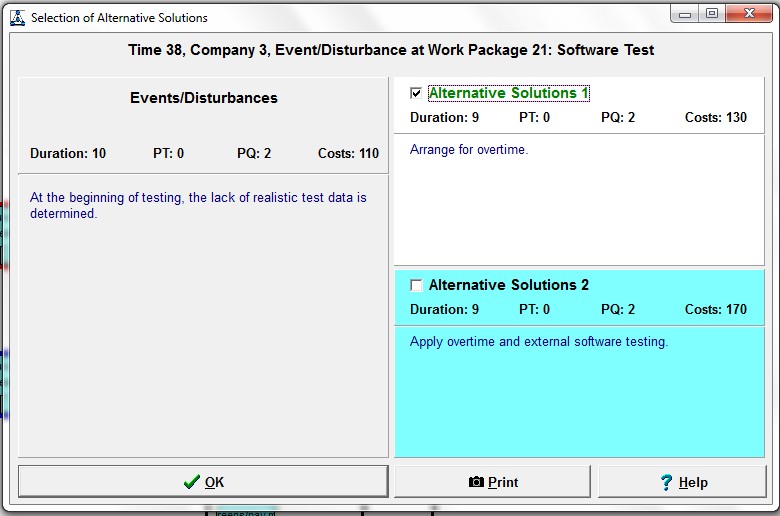 Selection of Alternative Solutions
Time 38, Company 3, Event/Disturbance at Work Package 21: Software Test
Events/Disturbances
Duration: 10 PT: 0 PQ: 2 Costs: 110
At the beginning of testing, the lack of realistic test data is
determined.
Alternative Solutions 1
Duration: 9 PT: 0 PQ: 2 Costs: 130
Arrange for overtime.
Alternative Solutions 2
Duration: 9 PT: 0 PQ: 2 Costs: 170
Apply overtime and external software testing.
OK
Print
Help